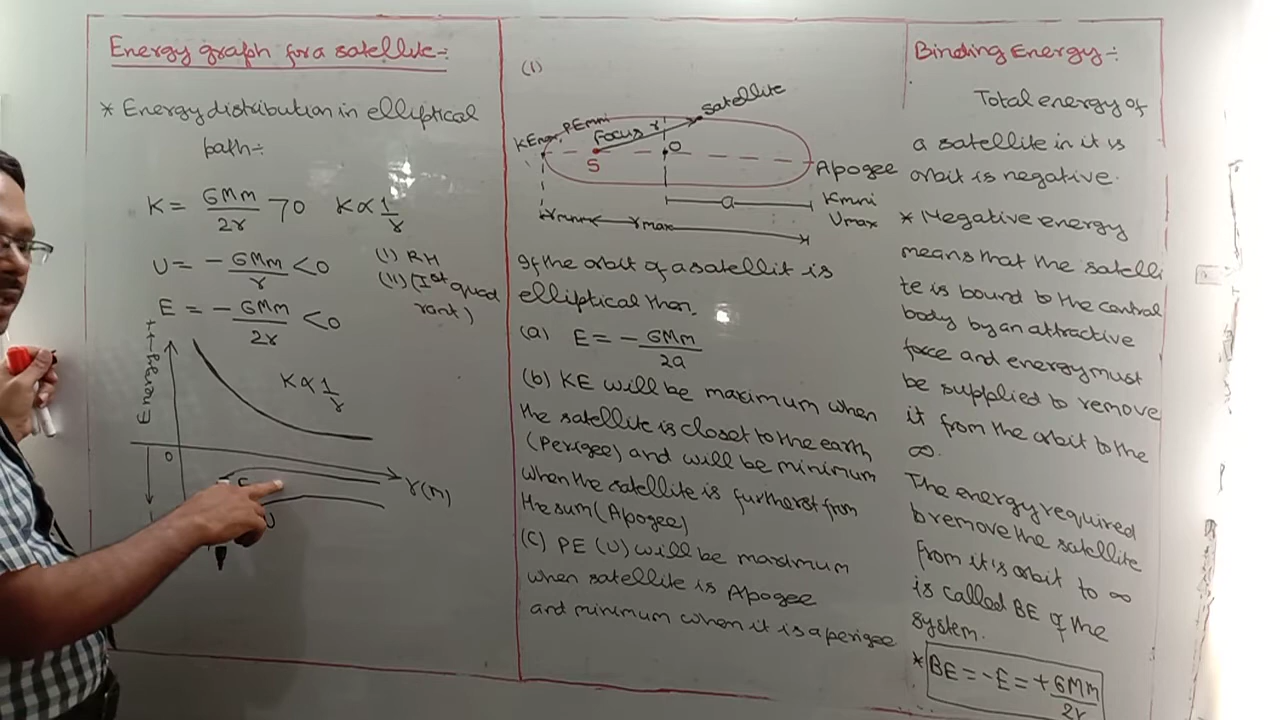 Energy graph for a satellite:-
* Energy distribution in elliptical
path:-
K = GMm/2r > 0   K ∝ 1/r
U = - GMm/r < 0
(I) RH
(II) (Ist quad
rant)
E = - GMm/2r < 0
Energy
K ∝ 1/r
0
r(m)
E
U
(1)
satellite
KEmax, PEmni
Focus r
S
O
Apogee
a
Kmni
Umax
rmin
rmax
If the orbit of a satellit is
elliptical than,
(a) E = - GMm/2a
(b) KE will be maximum when
the satellite is closet to the earth
(Perigee) and will be minimum
when the satellite is furtherst from
the sum (Apogee)
(C) PE (U) will be maximum
when satellite is Apogee
and minimum when it is a perigee
Binding Energy:-
Total energy of
a satellite in it is
orbit is negative.
* Negative energy
means that the satelli
te is bound to the central
body by an attractive
force and energy must
be supplied to remove
it from the orbit to the
∞.
The energy required
to remove the satellite
from it's orbit to ∞
is called BE of the
system.
* BE = -E = + GMm/2r